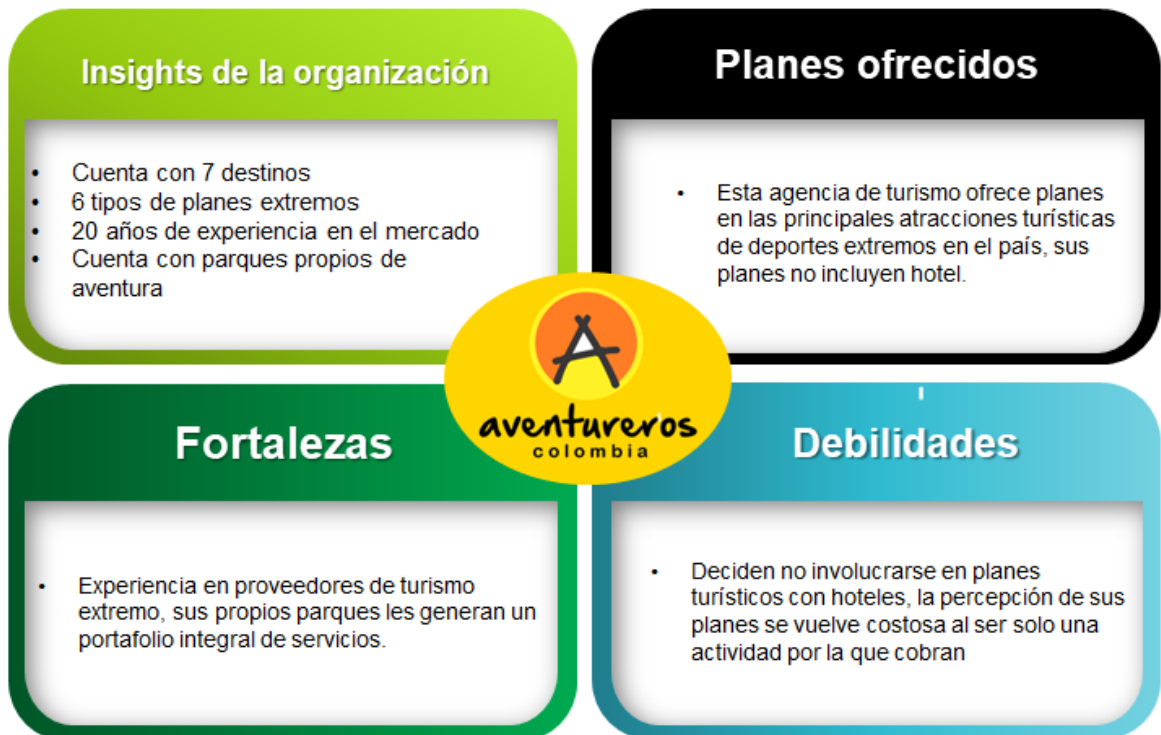 Insights de la organización
• Cuenta con 7 destinos
• 6 tipos de planes extremos
• 20 años de experiencia en el mercado
• Cuenta con parques propios de
aventura
Planes ofrecidos
• Esta agencia de turismo ofrece planes
en las principales atracciones turísticas
de deportes extremos en el país, sus
planes no incluyen hotel.
aventureros
colombia
Fortalezas
• Experiencia en proveedores de turismo
extremo, sus propios parques les generan un
portafolio integral de servicios.
Debilidades
• Deciden no involucrarse en planes
turísticos con hoteles, la percepción de sus
planes se vuelve costosa al ser solo una
actividad por la que cobran